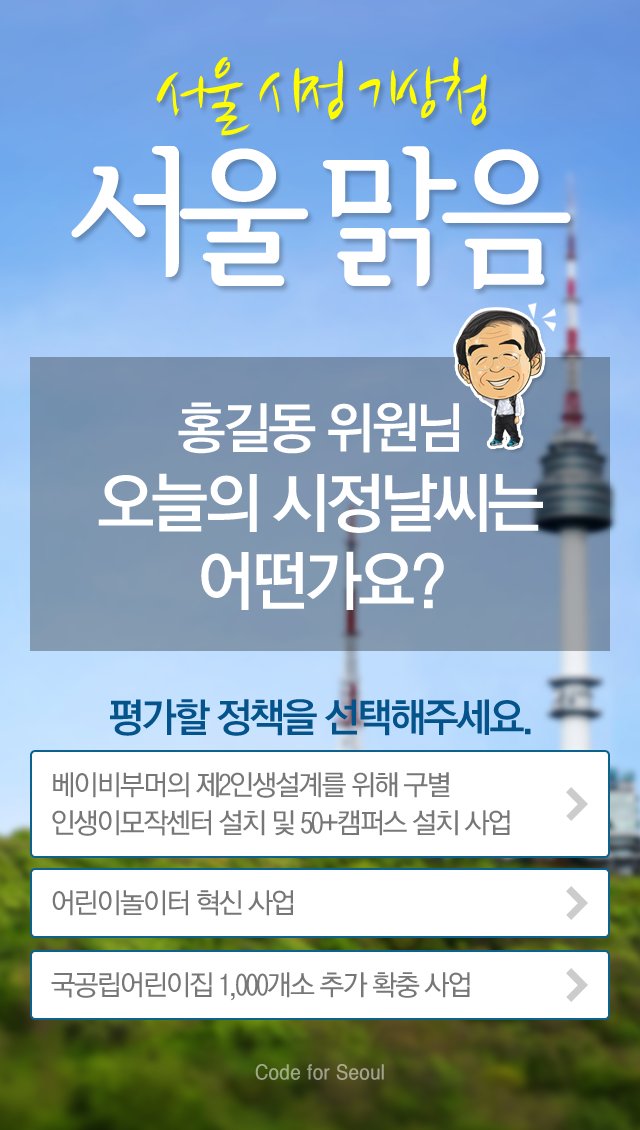 서울 시정 기상청
서울 맑음
홍길동 위원님
오늘의 시정날씨는
어떤가요?
평가할 정책을 선택해주세요.
베이비부머의 제2인생설계를 위해 구별
인생이모작센터 설치 및 50+캠퍼스 설치 사업
어린이놀이터 혁신 사업
국공립어린이집 1,000개소 추가 확충 사업
Code for Seoul